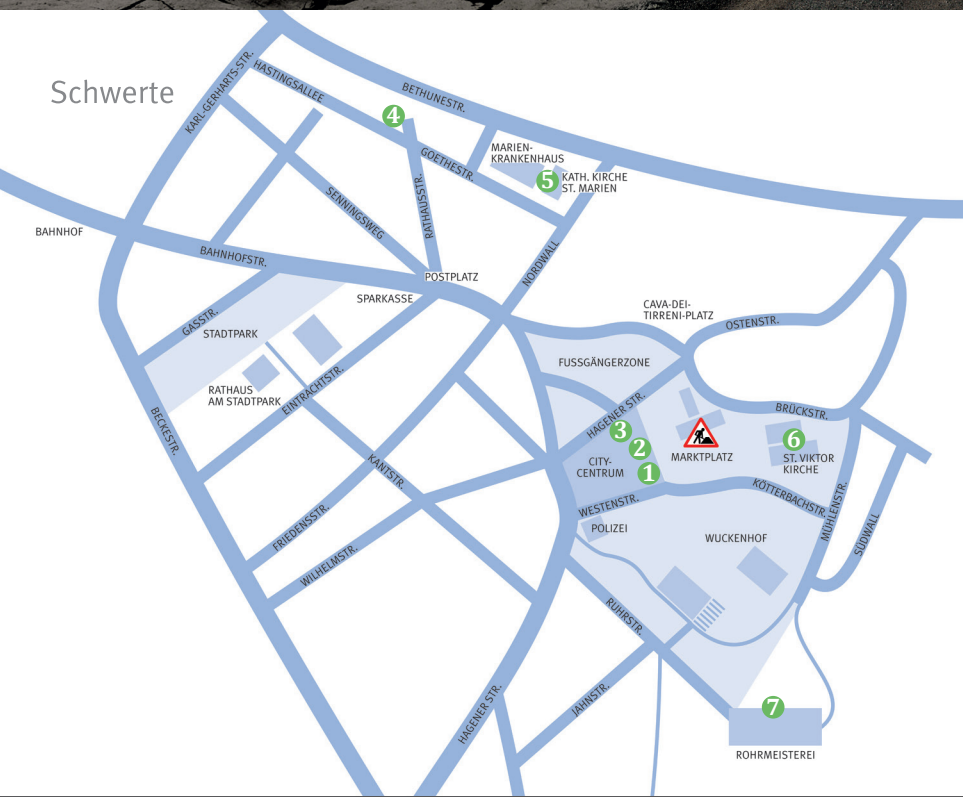 Schwerte
KARL-GERHARTS-STR.
HASTINGSALLEE
BETHUNESTR.
4
GOETHESTR.
MARIEN-
KRANKENHAUS
5
KATH. KIRCHE
ST. MARIEN
SENNINGSWEG
RATHAUSSTR.
NORDWALL
BAHNHOF
BAHNHOFSTR.
POSTPLATZ
SPARKASSE
CAVA-DEI-
TIRRENI-PLATZ
OSTENSTR.
GASSTR.
STADTPARK
FUSSGÄNGERZONE
RATHAUS
AM STADTPARK
EINTRACHTSTR.
HAGENER STR.
BRÜCKSTR.
BECKESTR.
3
2
1
CITY-
CENTRUM
MARKTPLATZ
6
ST. VIKTOR
KIRCHE
KANTSTR.
WESTENSTR.
KÖTTERBACHSTR.
MÜHLENSTR.
SÜDWALL
FRIEDENSSTR.
POLIZEI
WUCKENHOF
WILHELMSTR.
RUHRSTR.
HAGENER STR.
JAHNSTR.
7
ROHRMEISTEREI